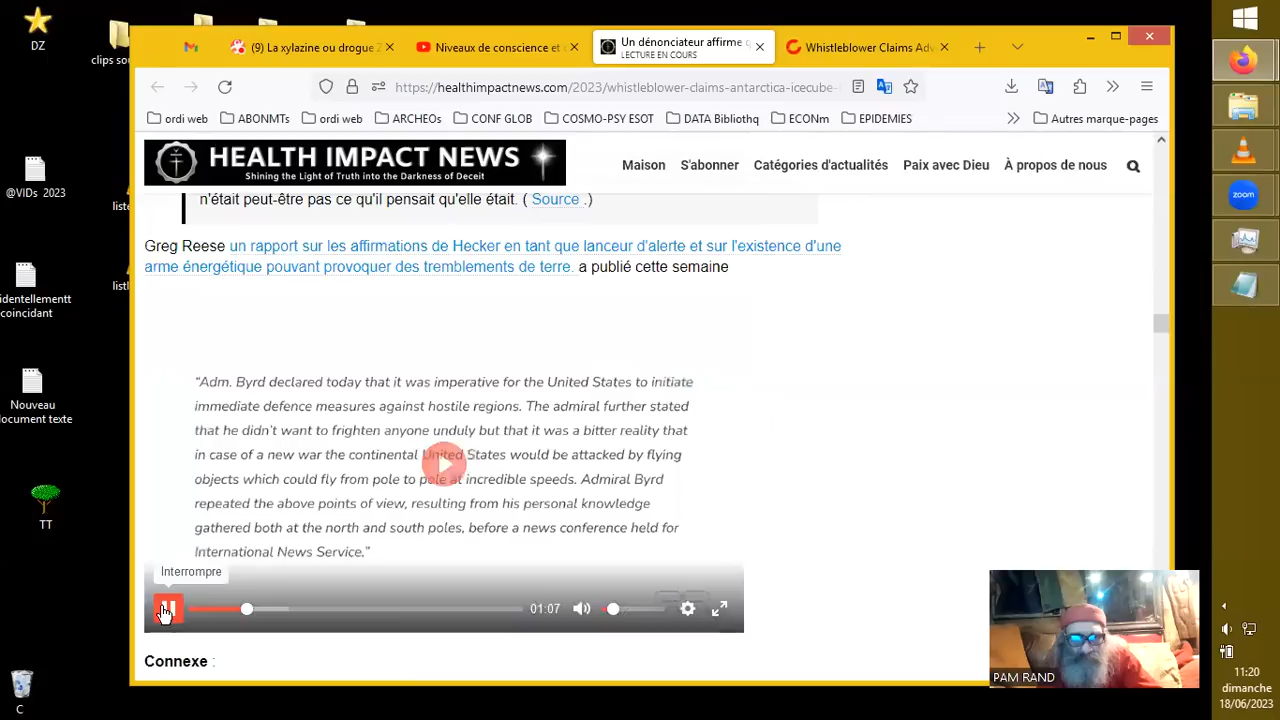 DZ
clips sou
@VIDs 2023
liste
identellementt
coincidant
listl
Nouveau
document texte
TT
C
(9) La xylazine ou drogue Z
Niveaux de conscience et c
Un dénonciateur affirme q
LECTURE EN COURS
Whistleblower Claims Adv
https://healthimpactnews.com/2023/whistleblower-claims-antarctica-icecube-
ordi web
ABONMTs
ordi web
ARCHEOs
CONF GLOB
COSMO-PSY ESOT
DATA Bibliothq
ECONm
EPIDEMIES
Autres marque-pages
HEALTH IMPACT NEWS
Shining the Light of Truth into the Darkness of Deceit
Maison
S'abonner
Catégories d'actualités
Paix avec Dieu
À propos de nous
n'était peut-être pas ce qu'il pensait qu'elle était. ( Source .)
Greg Reese un rapport sur les affirmations de Hecker en tant que lanceur d'alerte et sur l'existence d'une
arme énergétique pouvant provoquer des tremblements de terre. a publié cette semaine
“Adm. Byrd declared today that it was imperative for the United States to initiate
immediate defence measures against hostile regions. The admiral further stated
that he didn’t want to frighten anyone unduly but that it was a bitter reality that
in case of a new war the continental United States would be attacked by flying
objects which could fly from pole to pole at incredible speeds. Admiral Byrd
repeated the above points of view, resulting from his personal knowledge
gathered both at the north and south poles, before a news conference held for
International News Service.”
Interrompre
01:07
Connexe :
PAM RAND
zoom
11:20
dimanche
18/06/2023